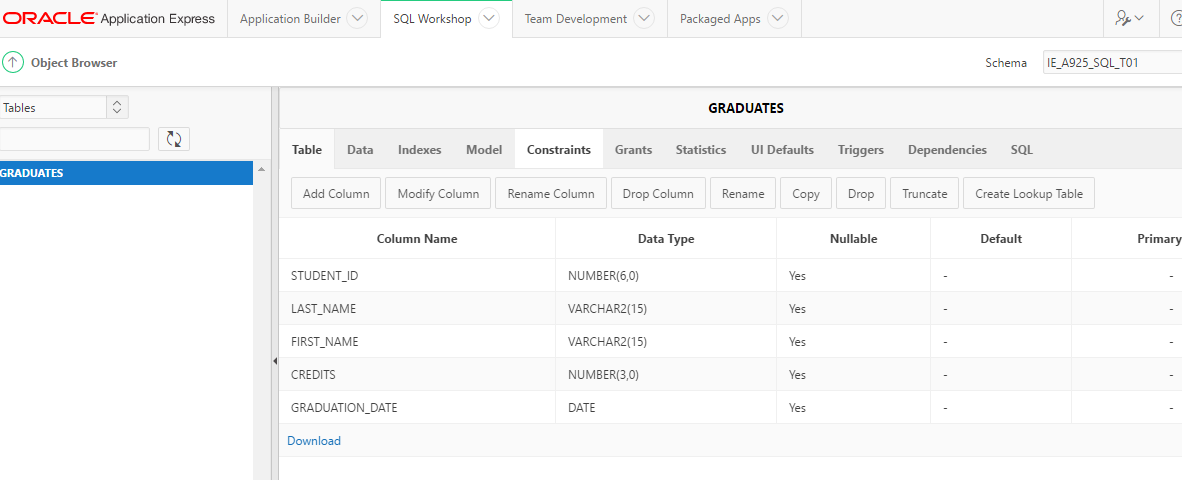 ORACLE® Application Express Application Builder SQL Workshop Team Development Packaged Apps
Object Browser Schema IE_A925_SQL_T01
Tables
GRADUATES
GRADUATES
Table Data Indexes Model Constraints Grants Statistics UI Defaults Triggers Dependencies SQL
Add Column Modify Column Rename Column Drop Column Rename Copy Drop Truncate Create Lookup Table
Column Name Data Type Nullable Default Primary
STUDENT_ID NUMBER(6,0) Yes - -
LAST_NAME VARCHAR2(15) Yes - -
FIRST_NAME VARCHAR2(15) Yes - -
CREDITS NUMBER(3,0) Yes - -
GRADUATION_DATE DATE Yes - -
Download